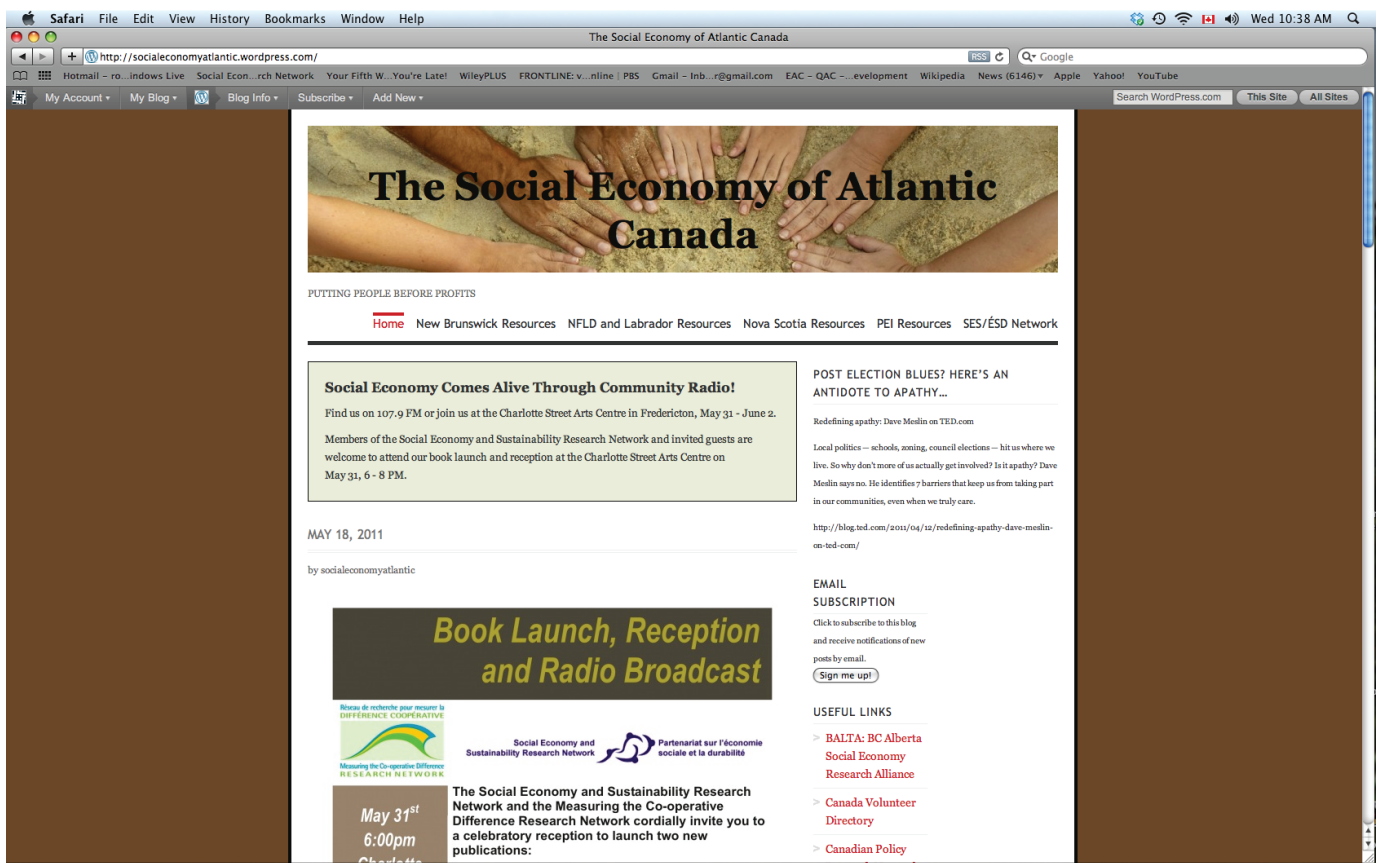 Safari File Edit View History Bookmarks Window Help
Wed 10:38 AM
The Social Economy of Atlantic Canada
http://socialeconomyatlantic.wordpress.com/
RSS
Google
Hotmail – ro...indows Live Social Econ...rch Network Your Fifth W...You're Late! WileyPLUS FRONTLINE: v...nline | PBS Gmail – Inb...r@gmail.com EAC – QAC –...evelopment Wikipedia News (6146) Apple Yahoo! YouTube
My Account My Blog Blog Info Subscribe Add New
Search WordPress.com This Site All Sites
The Social Economy of Atlantic
Canada
PUTTING PEOPLE BEFORE PROFITS
Home New Brunswick Resources NFLD and Labrador Resources Nova Scotia Resources PEI Resources SES/ÉSD Network
Social Economy Comes Alive Through Community Radio!
Find us on 107.9 FM or join us at the Charlotte Street Arts Centre in Fredericton, May 31 - June 2.
Members of the Social Economy and Sustainability Research Network and invited guests are
welcome to attend our book launch and reception at the Charlotte Street Arts Centre on
May 31, 6 - 8 PM.
MAY 18, 2011
by socialeconomyatlantic
Book Launch, Reception
and Radio Broadcast
Réseau de recherche pour mesurer la
DIFFÉRENCE COOPÉRATIVE
Measuring the Co-operative Difference
RESEARCH NETWORK
Social Economy and
Sustainability Research Network
Partenariat sur l'économie
sociale et la durabilité
May 31st
6:00pm
Charlotte
The Social Economy and Sustainability Research
Network and the Measuring the Co-operative
Difference Research Network cordially invite you to
a celebratory reception to launch two new
publications:
POST ELECTION BLUES? HERE'S AN
ANTIDOTE TO APATHY…
Redefining apathy: Dave Meslin on TED.com
Local politics — schools, zoning, council elections — hit us where we
live. So why don't more of us actually get involved? Is it apathy? Dave
Meslin says no. He identifies 7 barriers that keep us from taking part
in our communities, even when we truly care.
http://blog.ted.com/2011/04/12/redefining-apathy-dave-meslin-
on-ted-com/
EMAIL
SUBSCRIPTION
Click to subscribe to this blog
and receive notifications of new
posts by email.
Sign me up!
USEFUL LINKS
> BALTA: BC Alberta
Social Economy
Research Alliance
> Canada Volunteer
Directory
> Canadian Policy